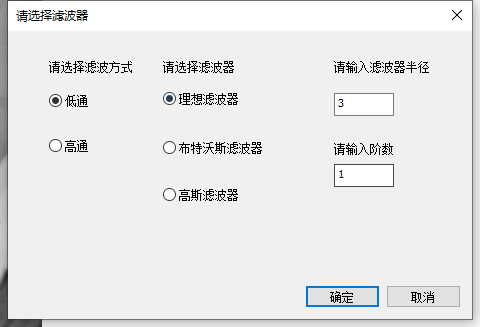 请选择滤波器
请选择滤波方式
请选择滤波器
请输入滤波器半径
低通
理想滤波器
3
高通
布特沃斯滤波器
请输入阶数
1
高斯滤波器
确定
取消